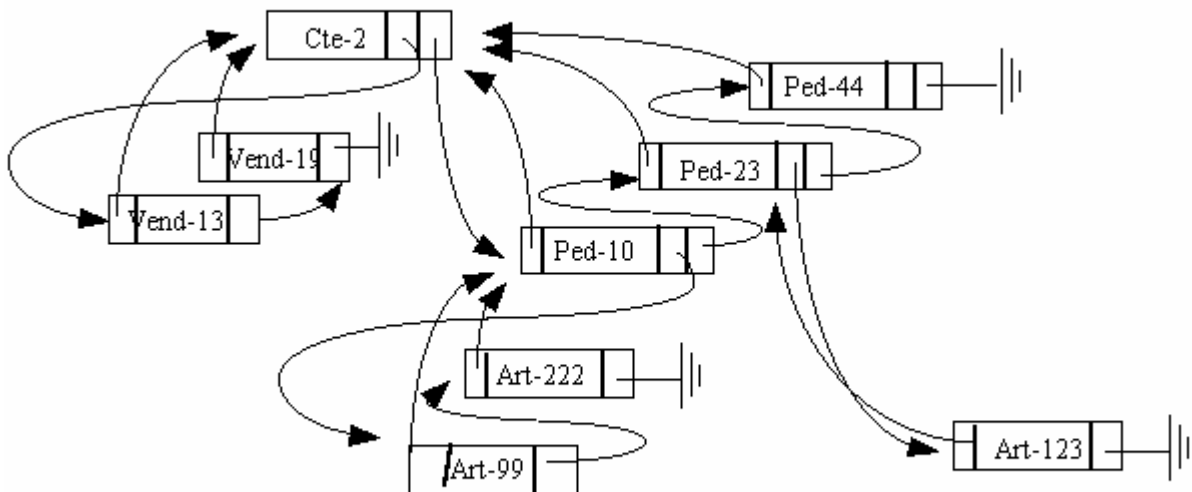 Cte-2
Ped-44
Vend-19
Ped-23
Vend-13
Ped-10
Art-222
Art-123
Art-99